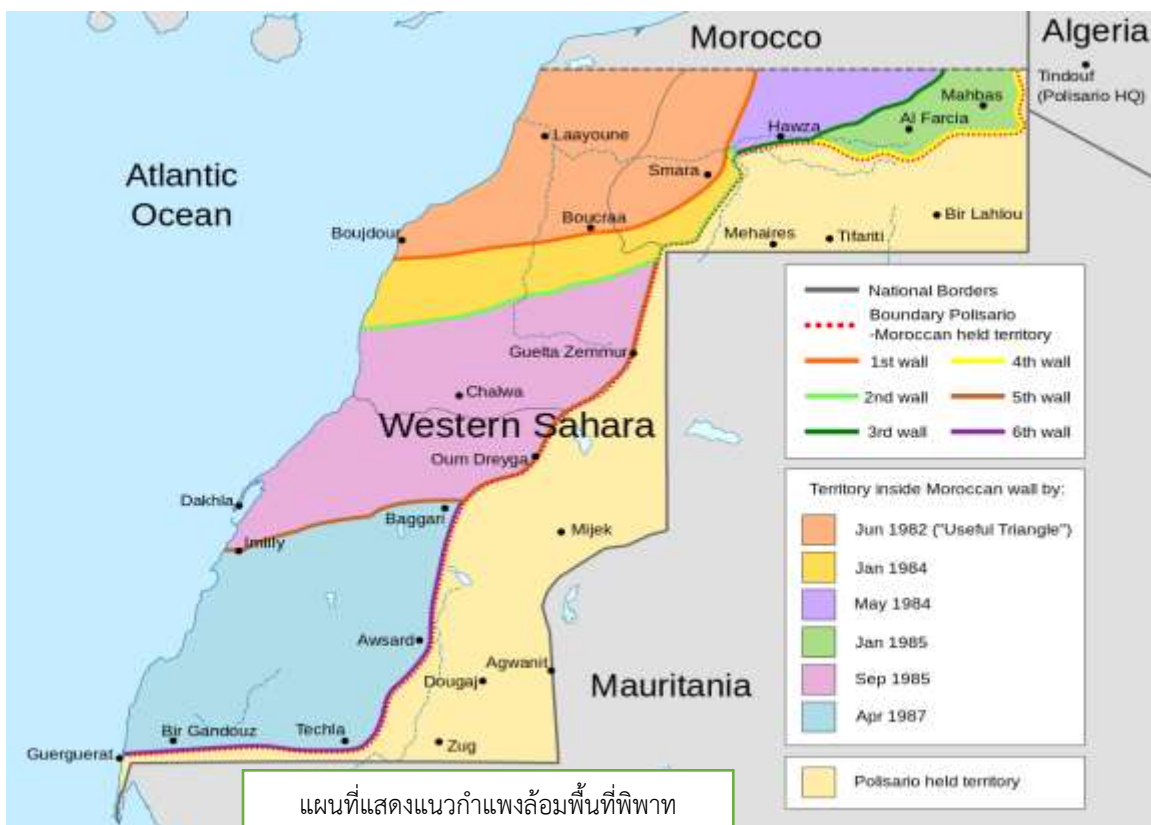 Morocco
Algeria
Tindouf
(Polisario HQ)
Mahbas
Al Farcia
Hawza
Laayoune
Smara
Atlantic
Ocean
Bir Lahlou
Boucraa
Boujdour
Mehaires
Tifariti
National Borders
Boundary Polisario
-Moroccan held territory
1st wall
4th wall
2nd wall
5th wall
3rd wall
6th wall
Guelta Zemmur
Chalwa
Western Sahara
Oum Dreyga
Dakhla
Baggari
Imlily
Mijek
Territory inside Moroccan wall by:
Jun 1982 ("Useful Triangle")
Jan 1984
May 1984
Jan 1985
Sep 1985
Apr 1987
Awsard
Agwanit
Dougaj
Mauritania
Bir Gandouz
Techla
Zug
Guerguerat
Polisario held territory
แผนที่แสดงแนวกำแพงล้อมพื้นที่พิพาท